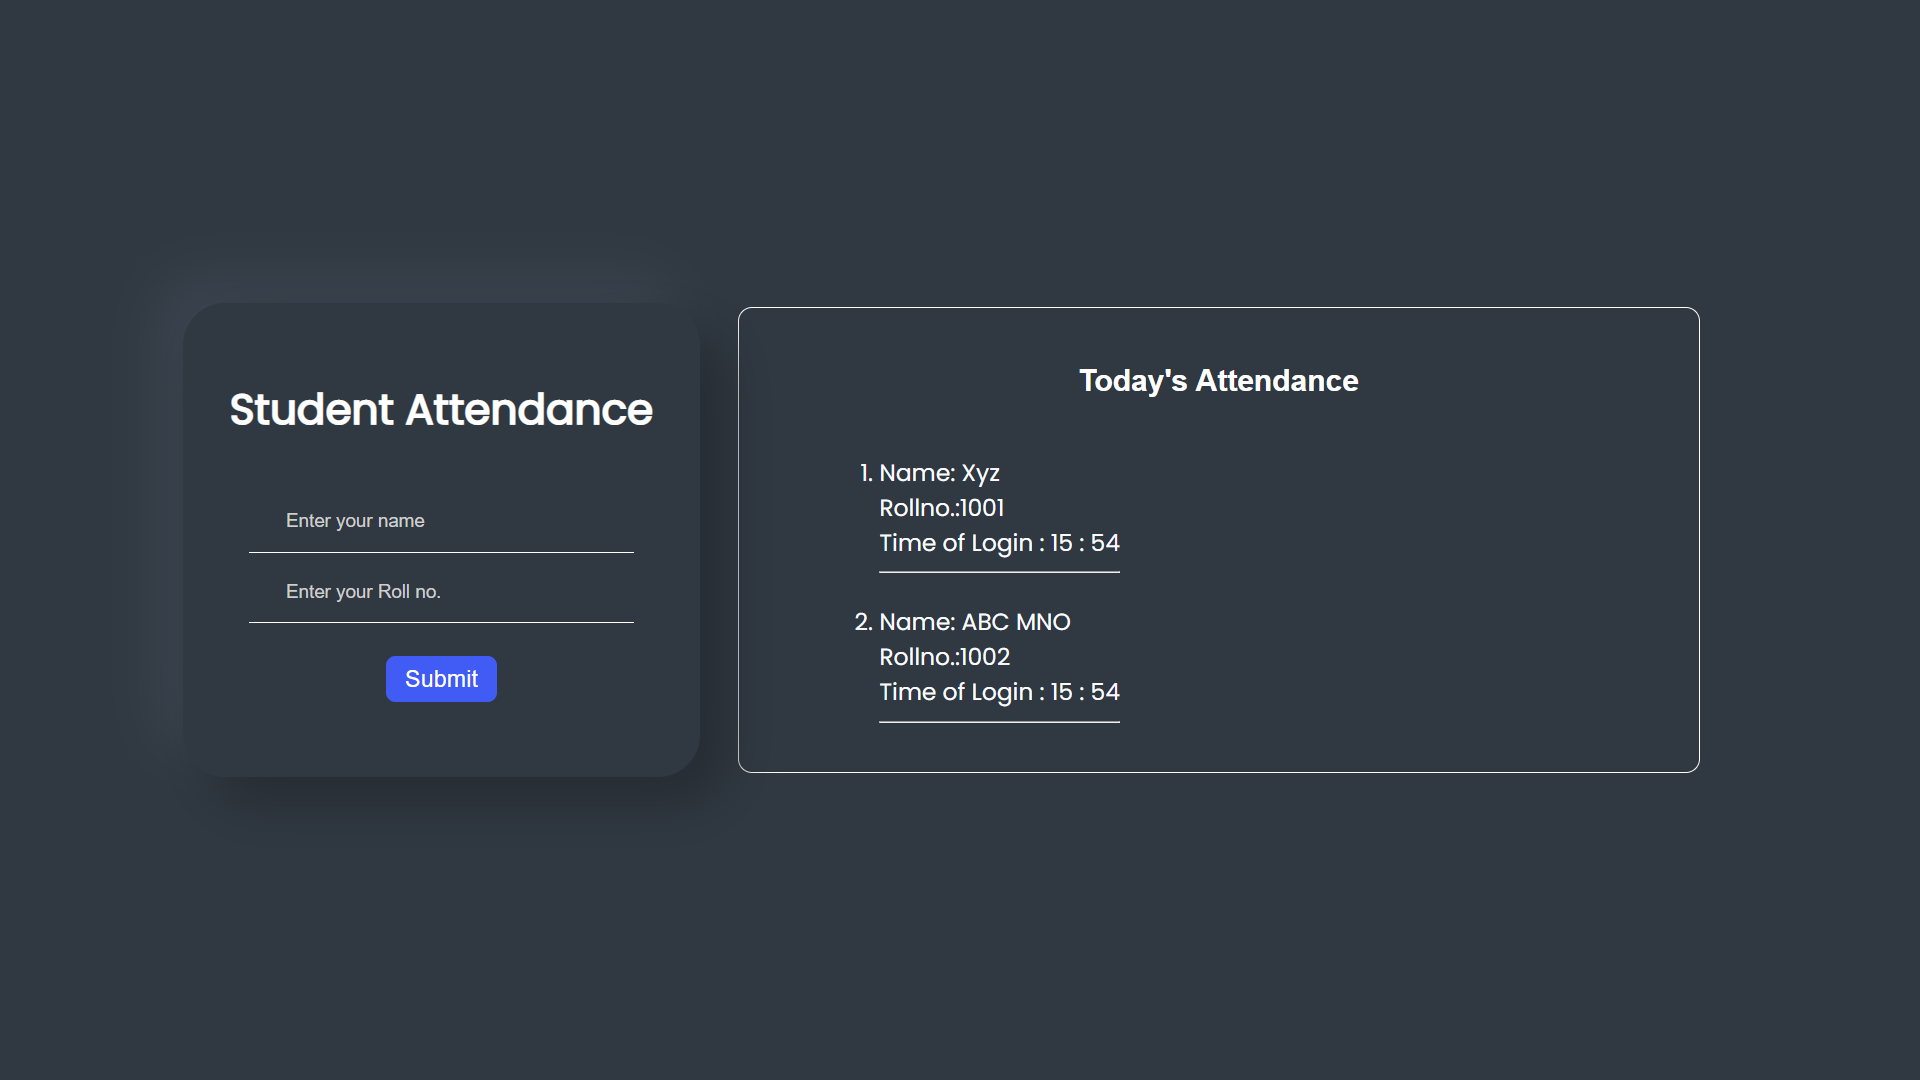 Student Attendance
Enter your name
Enter your Roll no.
Submit
Today's Attendance
1. Name: Xyz
Rollno.:1001
Time of Login : 15 : 54
2. Name: ABC MNO
Rollno.:1002
Time of Login : 15 : 54